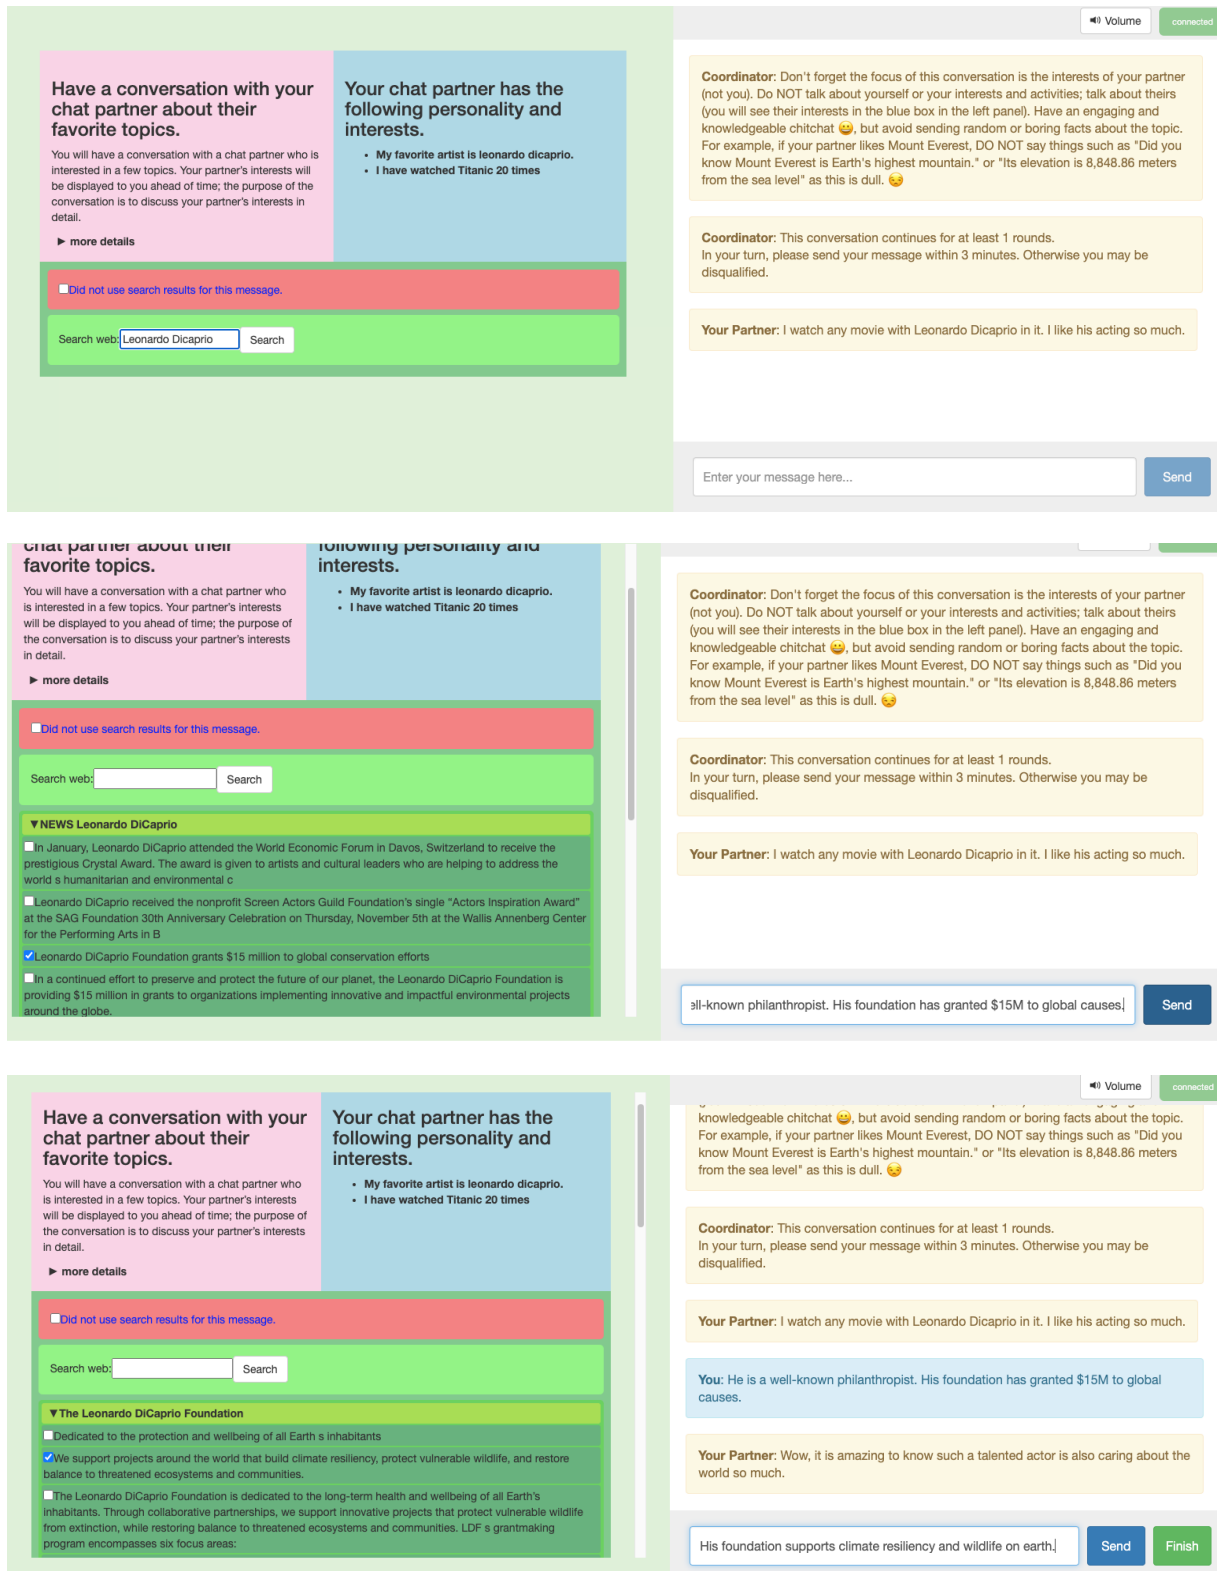 Volume
connected
Have a conversation with your
chat partner about their
favorite topics.
You will have a conversation with a chat partner who is
interested in a few topics. Your partner's interests will
be displayed to you ahead of time; the purpose of the
conversation is to discuss your partner's interests in
detail.
▶ more details
Your chat partner has the
following personality and
interests.
• My favorite artist is leonardo dicaprio.
• I have watched Titanic 20 times
Did not use search results for this message.
Search web: Leonardo Dicaprio Search
Coordinator: Don't forget the focus of this conversation is the interests of your partner
(not you). Do NOT talk about yourself or your interests and activities; talk about theirs
(you will see their interests in the blue box in the left panel). Have an engaging and
knowledgeable chitchat 😀, but avoid sending random or boring facts about the topic.
For example, if your partner likes Mount Everest, DO NOT say things such as "Did you
know Mount Everest is Earth's highest mountain." or "Its elevation is 8,848.86 meters
from the sea level" as this is dull. 😒
Coordinator: This conversation continues for at least 1 rounds.
In your turn, please send your message within 3 minutes. Otherwise you may be
disqualified.
Your Partner: I watch any movie with Leonardo Dicaprio in it. I like his acting so much.
Enter your message here...
Send
chat partner about their
favorite topics.
You will have a conversation with a chat partner who
is interested in a few topics. Your partner's interests
will be displayed to you ahead of time; the purpose of
the conversation is to discuss your partner's interests
in detail.
▶ more details
following personality and
interests.
• My favorite artist is leonardo dicaprio.
• I have watched Titanic 20 times
Did not use search results for this message.
Search web: Search
▼NEWS Leonardo DiCaprio
In January, Leonardo DiCaprio attended the World Economic Forum in Davos, Switzerland to receive the
prestigious Crystal Award. The award is given to artists and cultural leaders who are helping to address the
world s humanitarian and environmental c
Leonardo DiCaprio received the nonprofit Screen Actors Guild Foundation's single “Actors Inspiration Award”
at the SAG Foundation 30th Anniversary Celebration on Thursday, November 5th at the Wallis Annenberg Center
for the Performing Arts in B
Leonardo DiCaprio Foundation grants $15 million to global conservation efforts
In a continued effort to preserve and protect the future of our planet, the Leonardo DiCaprio Foundation is
providing $15 million in grants to organizations implementing innovative and impactful environmental projects
around the globe.
Coordinator: Don't forget the focus of this conversation is the interests of your partner
(not you). Do NOT talk about yourself or your interests and activities; talk about theirs
(you will see their interests in the blue box in the left panel). Have an engaging and
knowledgeable chitchat 😀, but avoid sending random or boring facts about the topic.
For example, if your partner likes Mount Everest, DO NOT say things such as "Did you
know Mount Everest is Earth's highest mountain." or "Its elevation is 8,848.86 meters
from the sea level" as this is dull. 😒
Coordinator: This conversation continues for at least 1 rounds.
In your turn, please send your message within 3 minutes. Otherwise you may be
disqualified.
Your Partner: I watch any movie with Leonardo Dicaprio in it. I like his acting so much.
ell-known philanthropist. His foundation has granted $15M to global causes.
Send
Volume
connected
Have a conversation with your
chat partner about their
favorite topics.
You will have a conversation with a chat partner who
is interested in a few topics. Your partner's interests
will be displayed to you ahead of time; the purpose of
the conversation is to discuss your partner's interests
in detail.
▶ more details
Your chat partner has the
following personality and
interests.
• My favorite artist is leonardo dicaprio.
• I have watched Titanic 20 times
Did not use search results for this message.
Search web: Search
▼The Leonardo DiCaprio Foundation
Dedicated to the protection and wellbeing of all Earth s inhabitants
We support projects around the world that build climate resiliency, protect vulnerable wildlife, and restore
balance to threatened ecosystems and communities.
The Leonardo DiCaprio Foundation is dedicated to the long-term health and wellbeing of all Earth's
inhabitants. Through collaborative partnerships, we support innovative projects that protect vulnerable wildlife
from extinction, while restoring balance to threatened ecosystems and communities. LDF s grantmaking
program encompasses six focus areas:
knowledgeable chitchat 😀, but avoid sending random or boring facts about the topic.
For example, if your partner likes Mount Everest, DO NOT say things such as "Did you
know Mount Everest is Earth's highest mountain." or "Its elevation is 8,848.86 meters
from the sea level" as this is dull. 😒
Coordinator: This conversation continues for at least 1 rounds.
In your turn, please send your message within 3 minutes. Otherwise you may be
disqualified.
Your Partner: I watch any movie with Leonardo Dicaprio in it. I like his acting so much.
You: He is a well-known philanthropist. His foundation has granted $15M to global
causes.
Your Partner: Wow, it is amazing to know such a talented actor is also caring about the
world so much.
His foundation supports climate resiliency and wildlife on earth.
Send
Finish